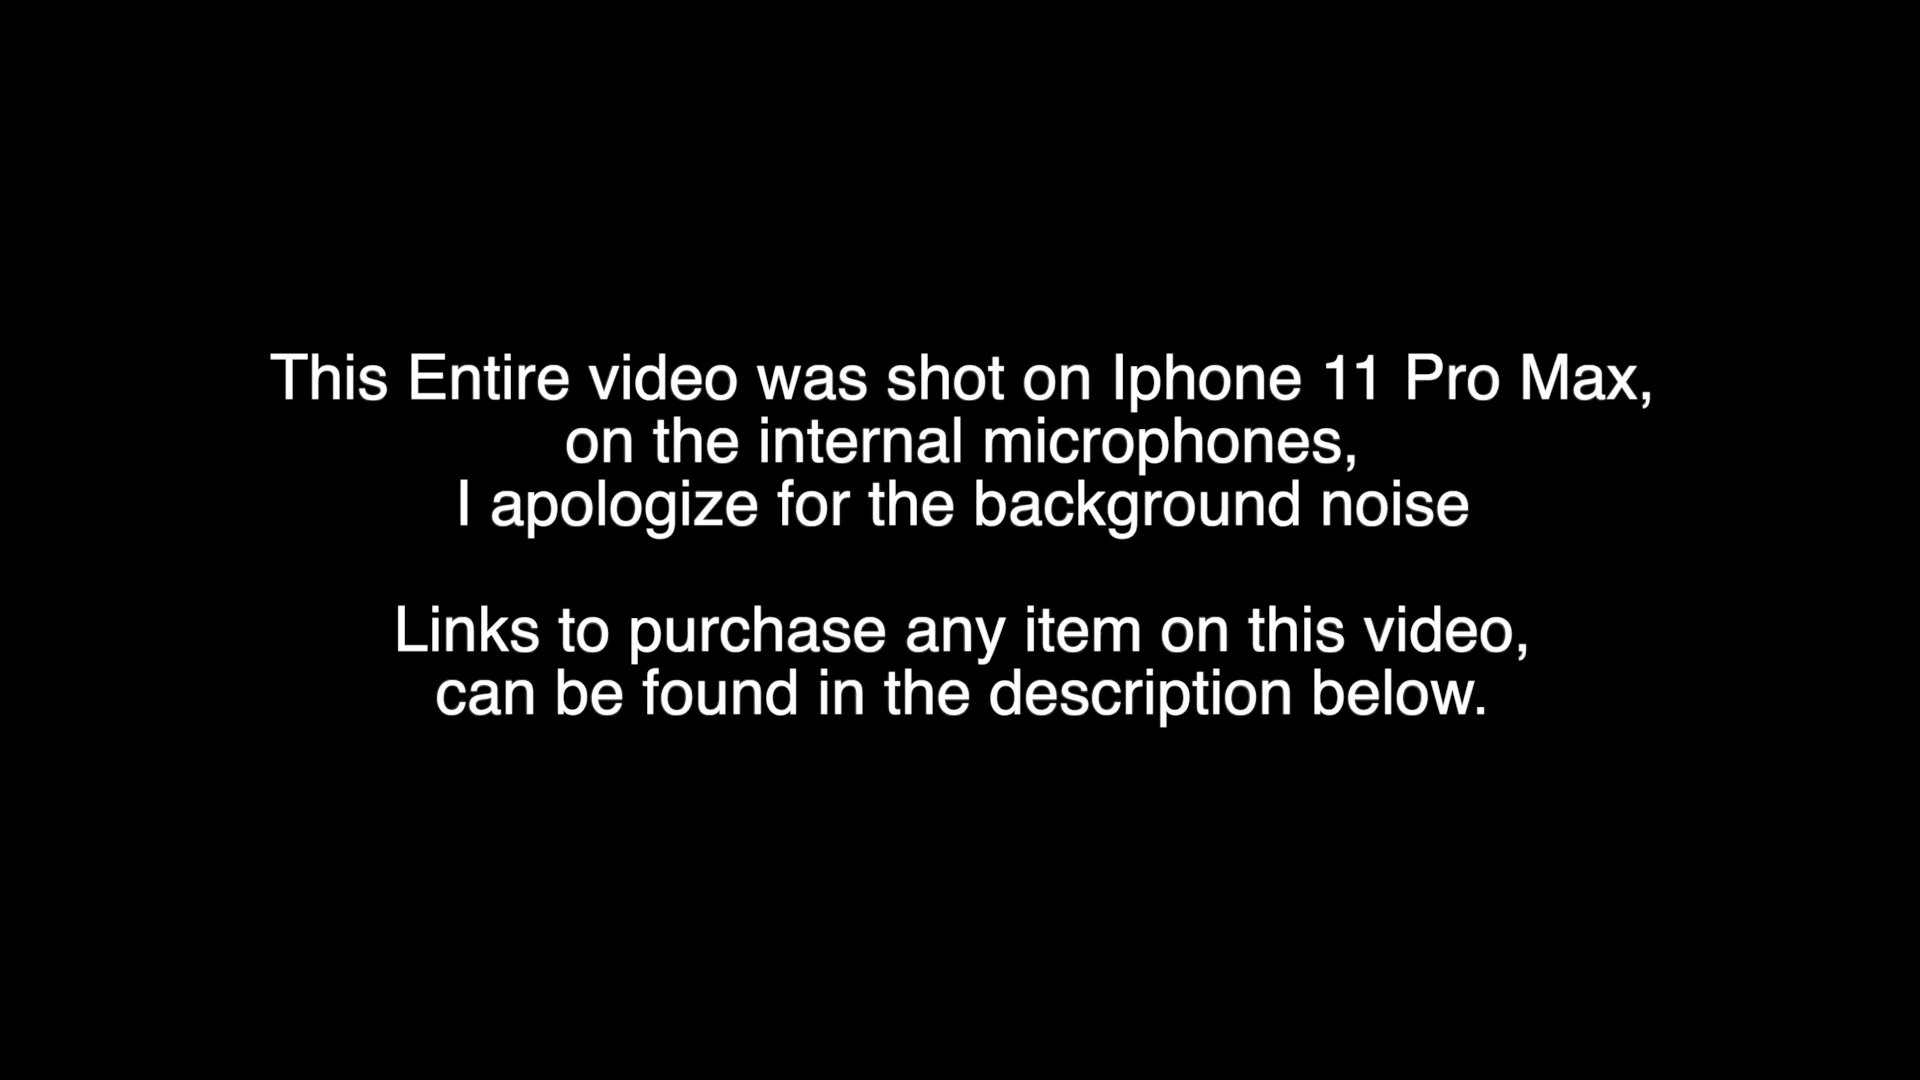 This Entire video was shot on Iphone 11 Pro Max,
on the internal microphones,
I apologize for the background noise
Links to purchase any item on this video,
can be found in the description below.